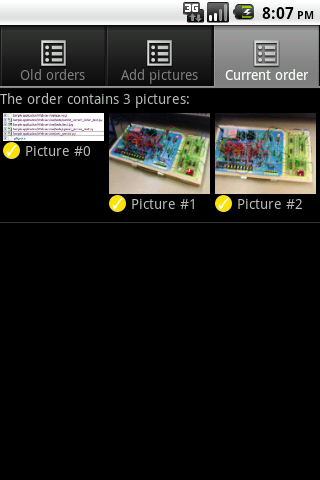 3G
8:07 PM
Old orders
Add pictures
Current order
The order contains 3 pictures:
Picture #0
Picture #1
Picture #2